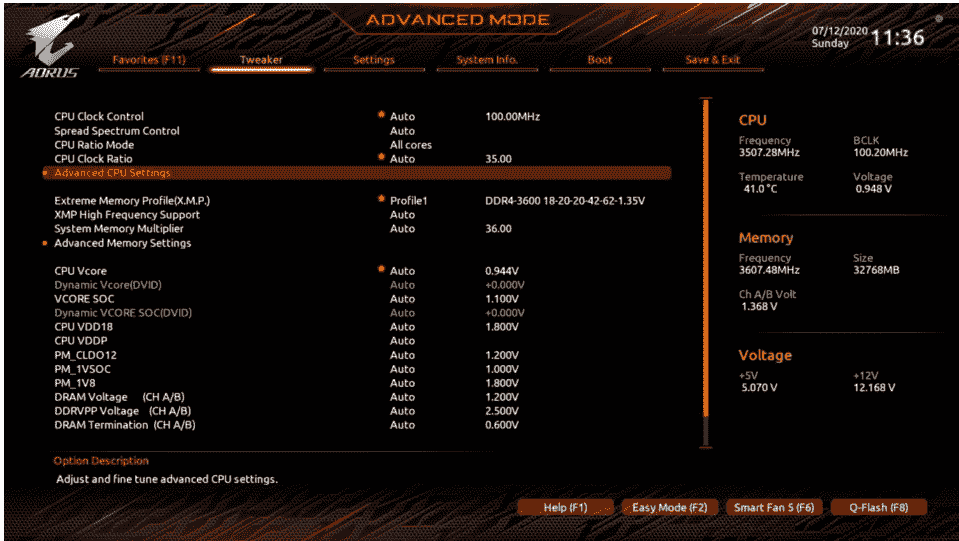 ADVANCED MODE
07/12/2020 Sunday 11:36
AORUS
Favorites (F11) Tweaker Settings System Info. Boot Save & Exit
CPU Clock Control Auto 100.00MHz
Spread Spectrum Control Auto
CPU Ratio Mode All cores
CPU Clock Ratio Auto 35.00
Advanced CPU Settings
Extreme Memory Profile(X.M.P.) Profile1 DDR4-3600 18-20-20-42-62-1.35V
XMP High Frequency Support Auto
System Memory Multiplier Auto 36.00
Advanced Memory Settings
CPU Vcore Auto 0.944V
Dynamic Vcore(DVID) Auto +0.000V
VCORE SOC Auto 1.100V
Dynamic VCORE SOC(DVID) Auto +0.000V
CPU VDD18 Auto 1.800V
CPU VDDP Auto
PM_CLDO12 Auto 1.200V
PM_1VSOC Auto 1.000V
PM_1V8 Auto 1.800V
DRAM Voltage (CH A/B) Auto 1.200V
DDRVPP Voltage (CH A/B) Auto 2.500V
DRAM Termination (CH A/B) Auto 0.600V
CPU
Frequency BCLK
3507.28MHz 100.20MHz
Temperature Voltage
41.0 °C 0.948 V
Memory
Frequency Size
3607.48MHz 32768MB
Ch A/B Volt
1.368 V
Voltage
+5V +12V
5.070 V 12.168 V
Option Description
Adjust and fine tune advanced CPU settings.
Help (F1) Easy Mode (F2) Smart Fan 5 (F6) Q-Flash (F8)